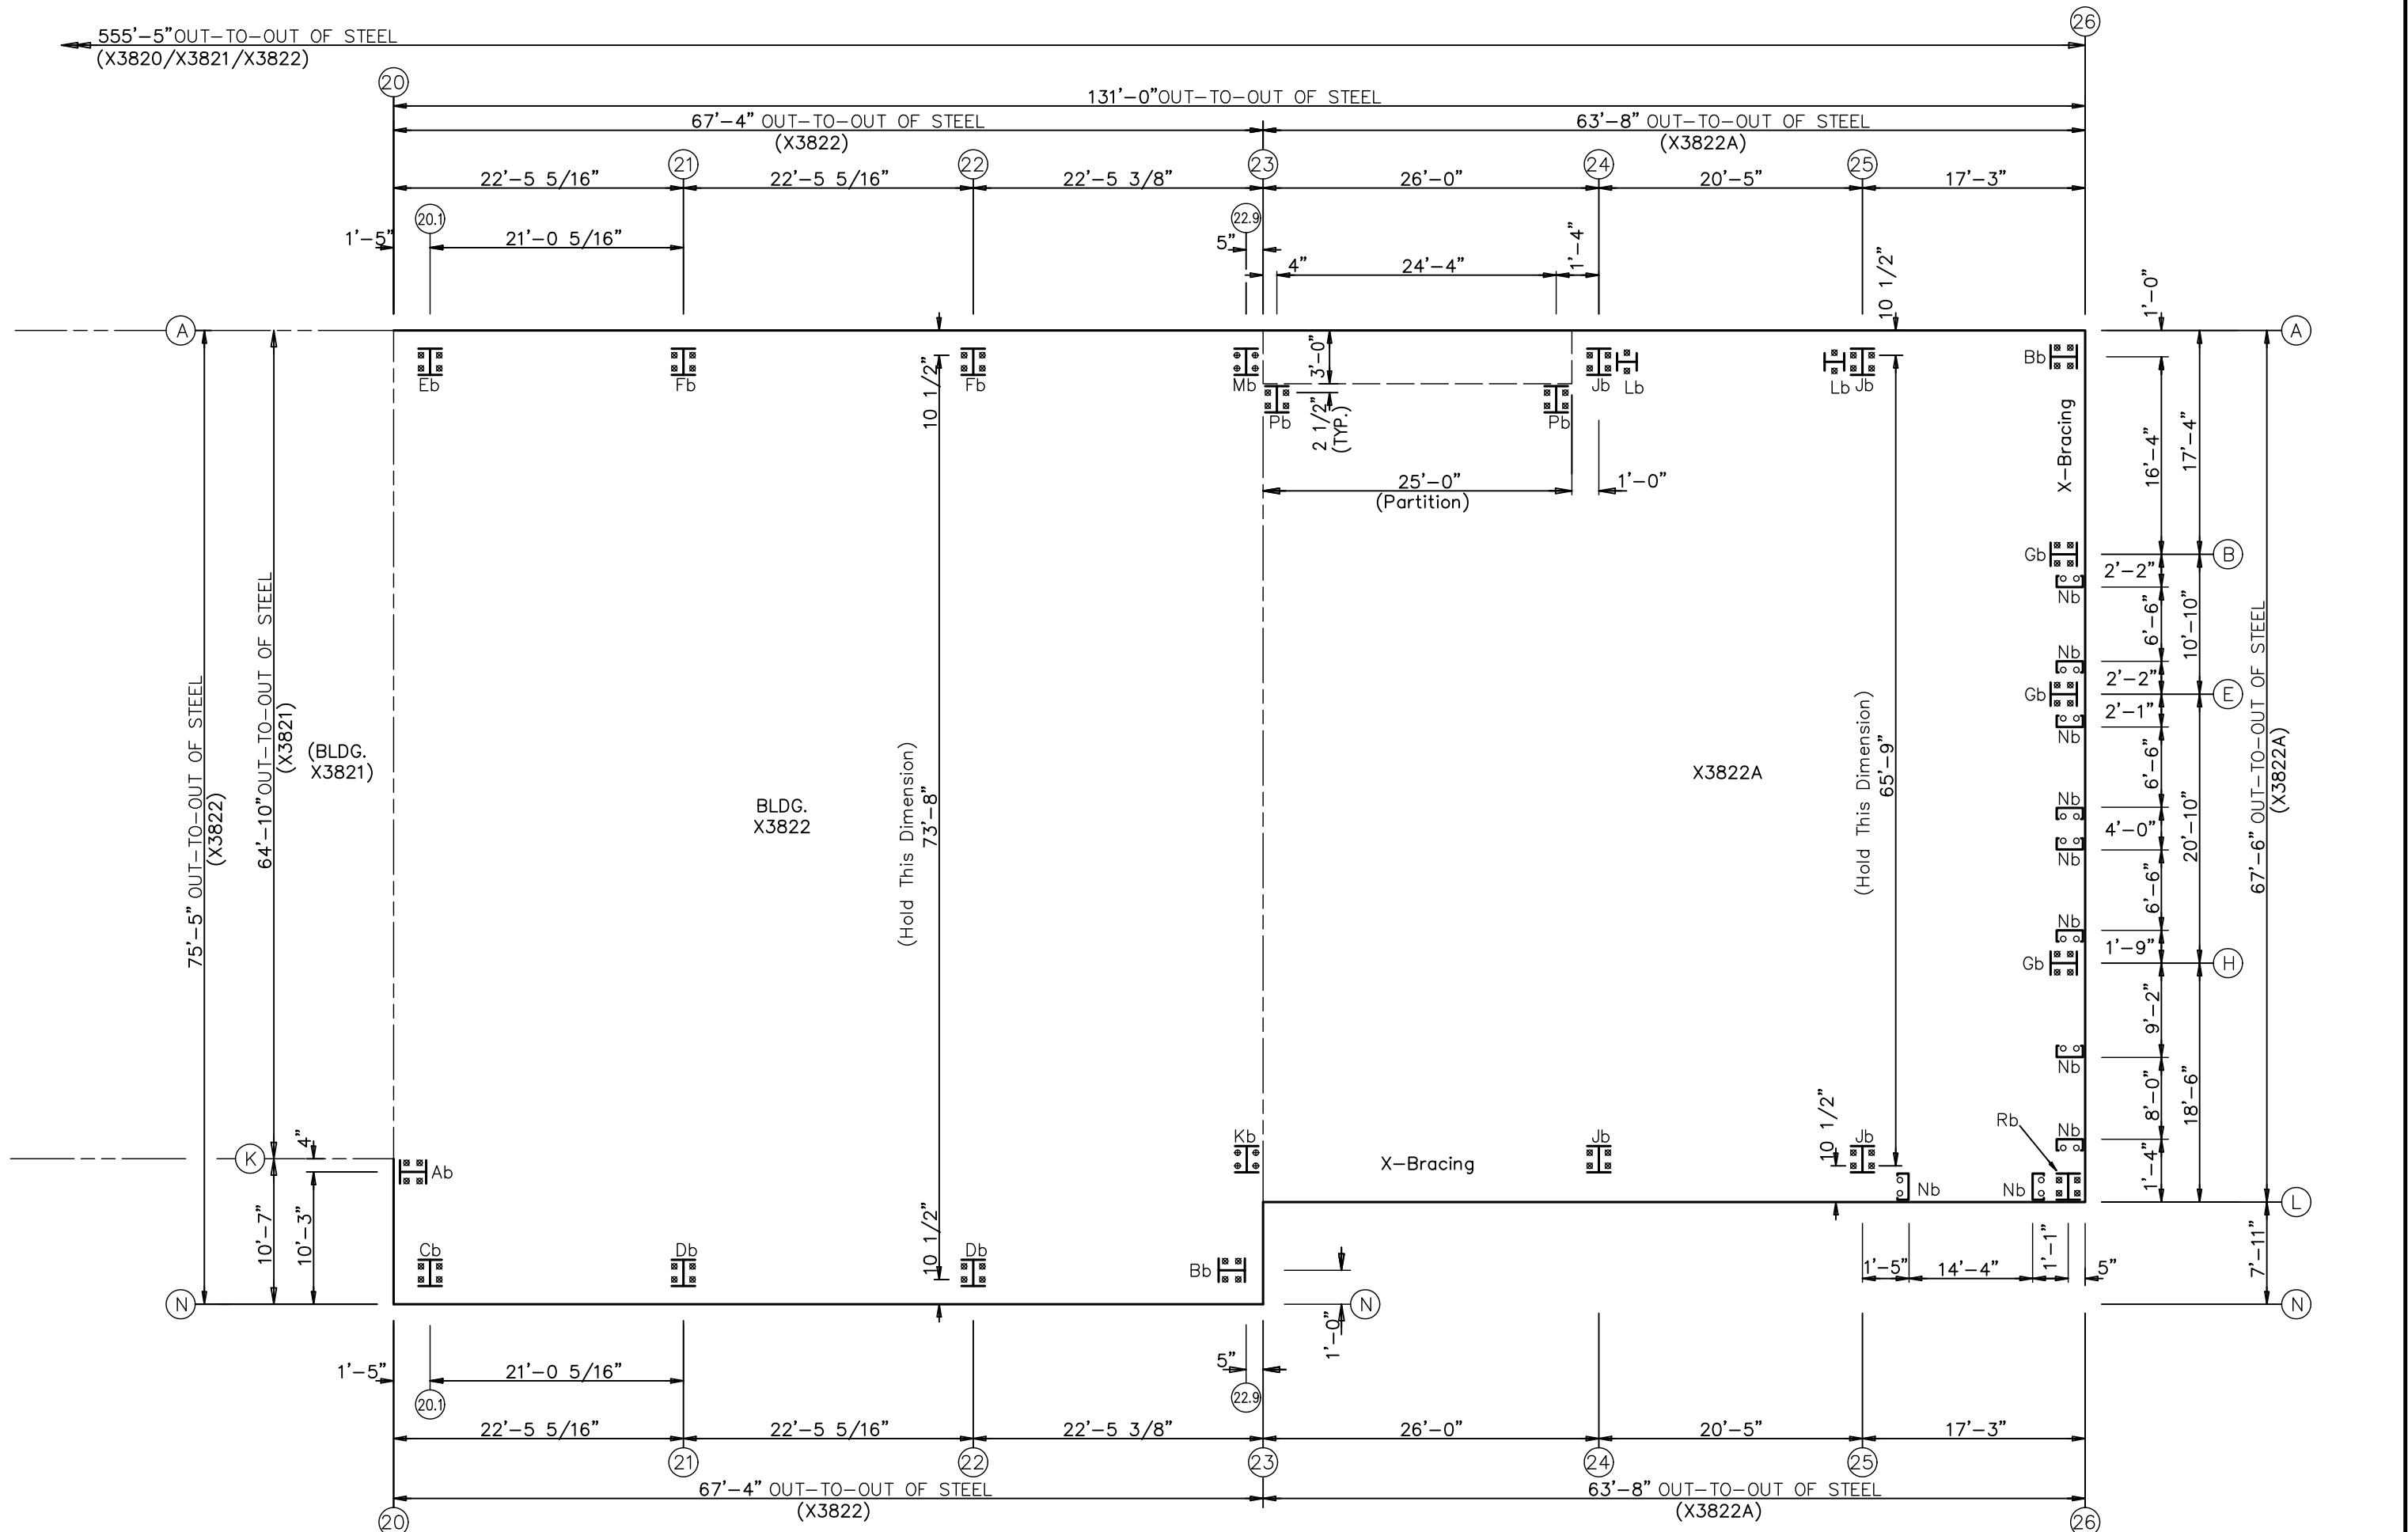 26
555'-5" OUT-TO-OUT OF STEEL
(X3820/X3821/X3822)
20
131'-0" OUT-TO-OUT OF STEEL
67'-4" OUT-TO-OUT OF STEEL
(X3822)
63'-8" OUT-TO-OUT OF STEEL
(X3822A)
21
22
23
24
25
22'-5 5/16"
22'-5 5/16"
22'-5 3/8"
26'-0"
20'-5"
17'-3"
20.1
22.9
1'-5"
21'-0 5/16"
5"
4"
24'-4"
1'-4"
10 1/2"
1'-0"
A
A
Eb
Fb
Fb
Mb
Jb
Lb
Lb
Jb
Bb
10 1/2"
3'-0"
Pb
Pb
2 1/2"
(TYP.)
X-Bracing
16'-4"
17'-4"
25'-0"
(Partition)
1'-0"
Gb
B
2'-2"
Nb
6'-6"
10'-10"
Nb
2'-2"
Gb
E
2'-1"
Nb
75'-5" OUT-TO-OUT OF STEEL
(X3822)
64'-10" OUT-TO-OUT OF STEEL
(X3821)
(BLDG.
X3821)
BLDG.
X3822
(Hold This Dimension)
73'-8"
X3822A
(Hold This Dimension)
65'-9"
6'-6"
Nb
4'-0"
20'-10"
67'-6" OUT-TO-OUT OF STEEL
(X3822A)
Nb
6'-6"
Nb
1'-9"
Gb
H
9'-2"
Nb
8'-0"
18'-6"
Rb
Nb
K
4"
Ab
Kb
X-Bracing
Jb
10 1/2"
Jb
Nb
Nb
1'-4"
L
10'-7"
10'-3"
Cb
Db
10 1/2"
Db
Bb
1'-5"
14'-4"
1'-1"
5"
7'-11"
N
N
N
1'-0"
1'-5"
21'-0 5/16"
5"
20.1
22.9
22'-5 5/16"
22'-5 5/16"
22'-5 3/8"
26'-0"
20'-5"
17'-3"
21
22
23
24
25
67'-4" OUT-TO-OUT OF STEEL
(X3822)
63'-8" OUT-TO-OUT OF STEEL
(X3822A)
20
26